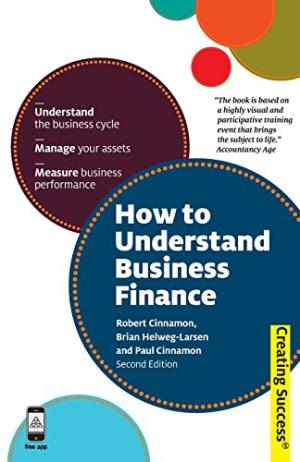 Understand
the business cycle
Manage your assets
Measure business
performance
"The book is based on
a highly visual and
participative training
event that brings
the subject to life."
Accountancy Age
How to
Understand
Business
Finance
Robert Cinnamon,
Brian Helweg-Larsen
and Paul Cinnamon
Second Edition
Creating Success
free app